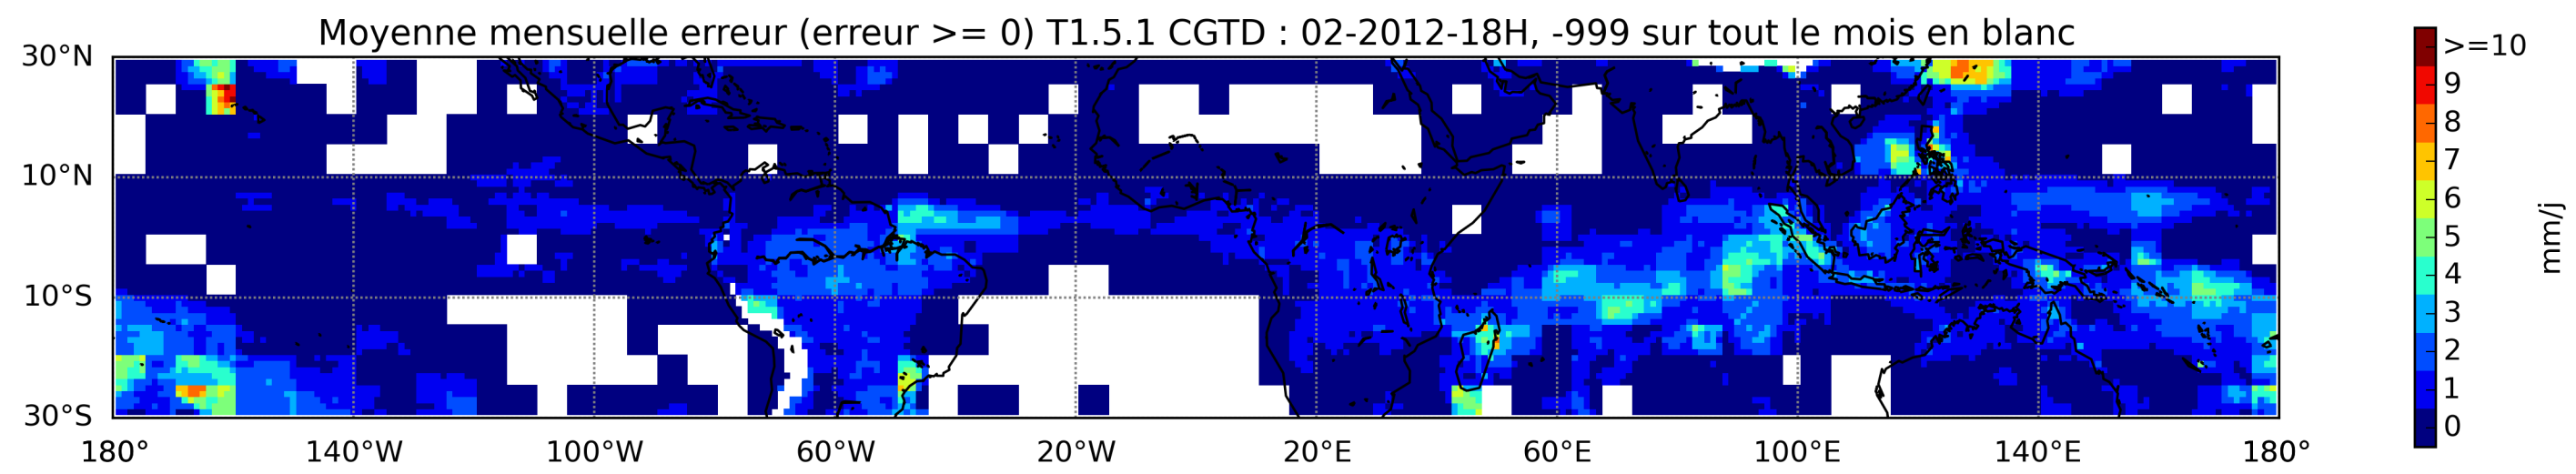 Moyenne mensuelle erreur (erreur >= 0) T1.5.1 CGTD : 02-2012-18H, -999 sur tout le mois en blanc
30°N
10°N
10°S
30°S
180° 140°W 100°W 60°W 20°W 20°E 60°E 100°E 140°E 180°
>=10
9
8
7
6
5
4
3
2
1
0
mm/j